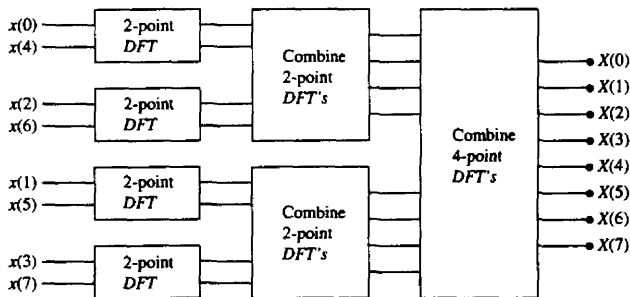 x(0)
x(4)
2-point
DFT
x(2)
x(6)
2-point
DFT
Combine
2-point
DFT's
x(1)
x(5)
2-point
DFT
x(3)
x(7)
2-point
DFT
Combine
2-point
DFT's
Combine
4-point
DFT's
X(0)
X(1)
X(2)
X(3)
X(4)
X(5)
X(6)
X(7)